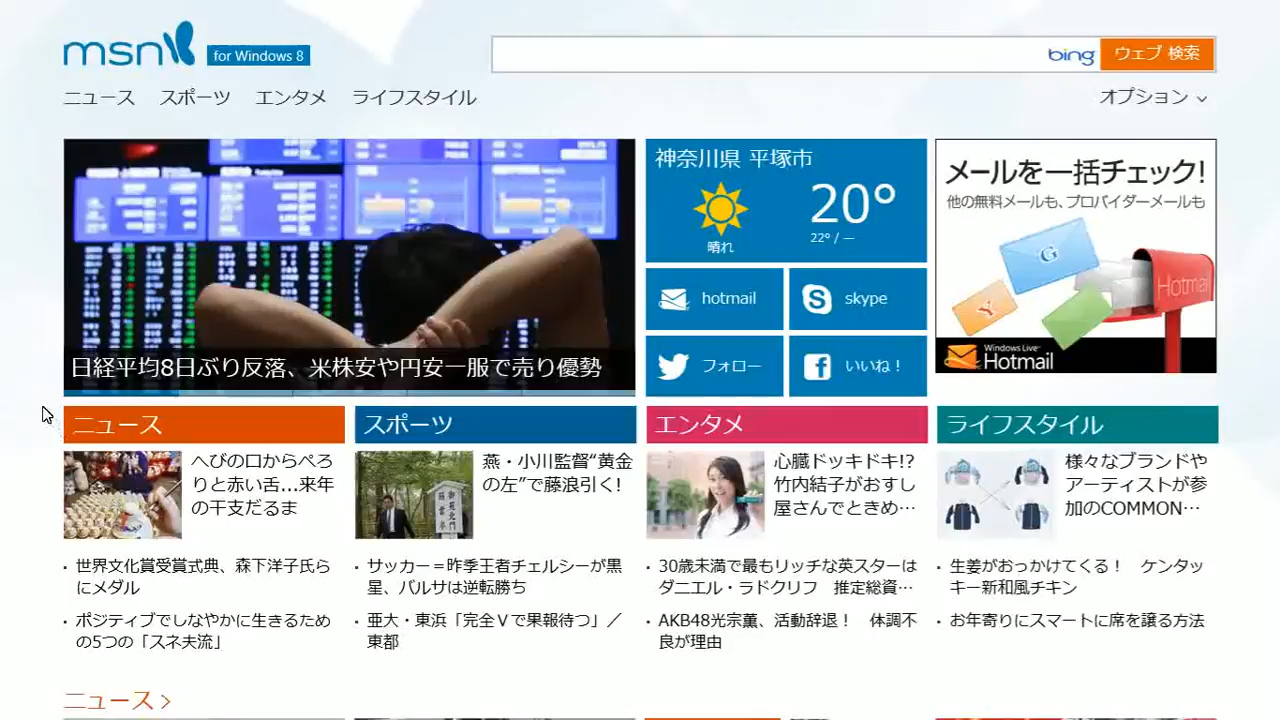 msn for Windows 8
bing ウェブ 検索
ニュース スポーツ エンタメ ライフスタイル オプション
日経平均8日ぶり反落、米株安や円安一服で売り優勢
神奈川県 平塚市
20°
22° / —
晴れ
hotmail
skype
フォロー
いいね！
メールを一括チェック!
他の無料メールも、プロバイダーメールも
G
Y
Hotmail
Windows Live™
Hotmail
ニュース
へびの口からぺろ
りと赤い舌…来年
の干支だるま
・世界文化賞受賞式典、森下洋子氏ら
にメダル
・ポジティブでしなやかに生きるため
の5つの「スネ夫流」
スポーツ
燕・小川監督“黄金
の左”で藤浪引く!
・サッカー＝昨季王者チェルシーが黒
星、バルサは逆転勝ち
・亜大・東浜「完全Ｖで果報待つ」／
東都
エンタメ
心臓ドッキドキ!?
竹内結子がおすし
屋さんでときめ…
・30歳未満で最もリッチな英スターは
ダニエル・ラドクリフ　推定総資…
・AKB48光宗薫、活動辞退！　体調不
良が理由
ライフスタイル
様々なブランドや
アーティストが参
加のCOMMON…
・生姜がおっかけてくる！　ケンタッ
キー新和風チキン
・お年寄りにスマートに席を譲る方法
ニュース >